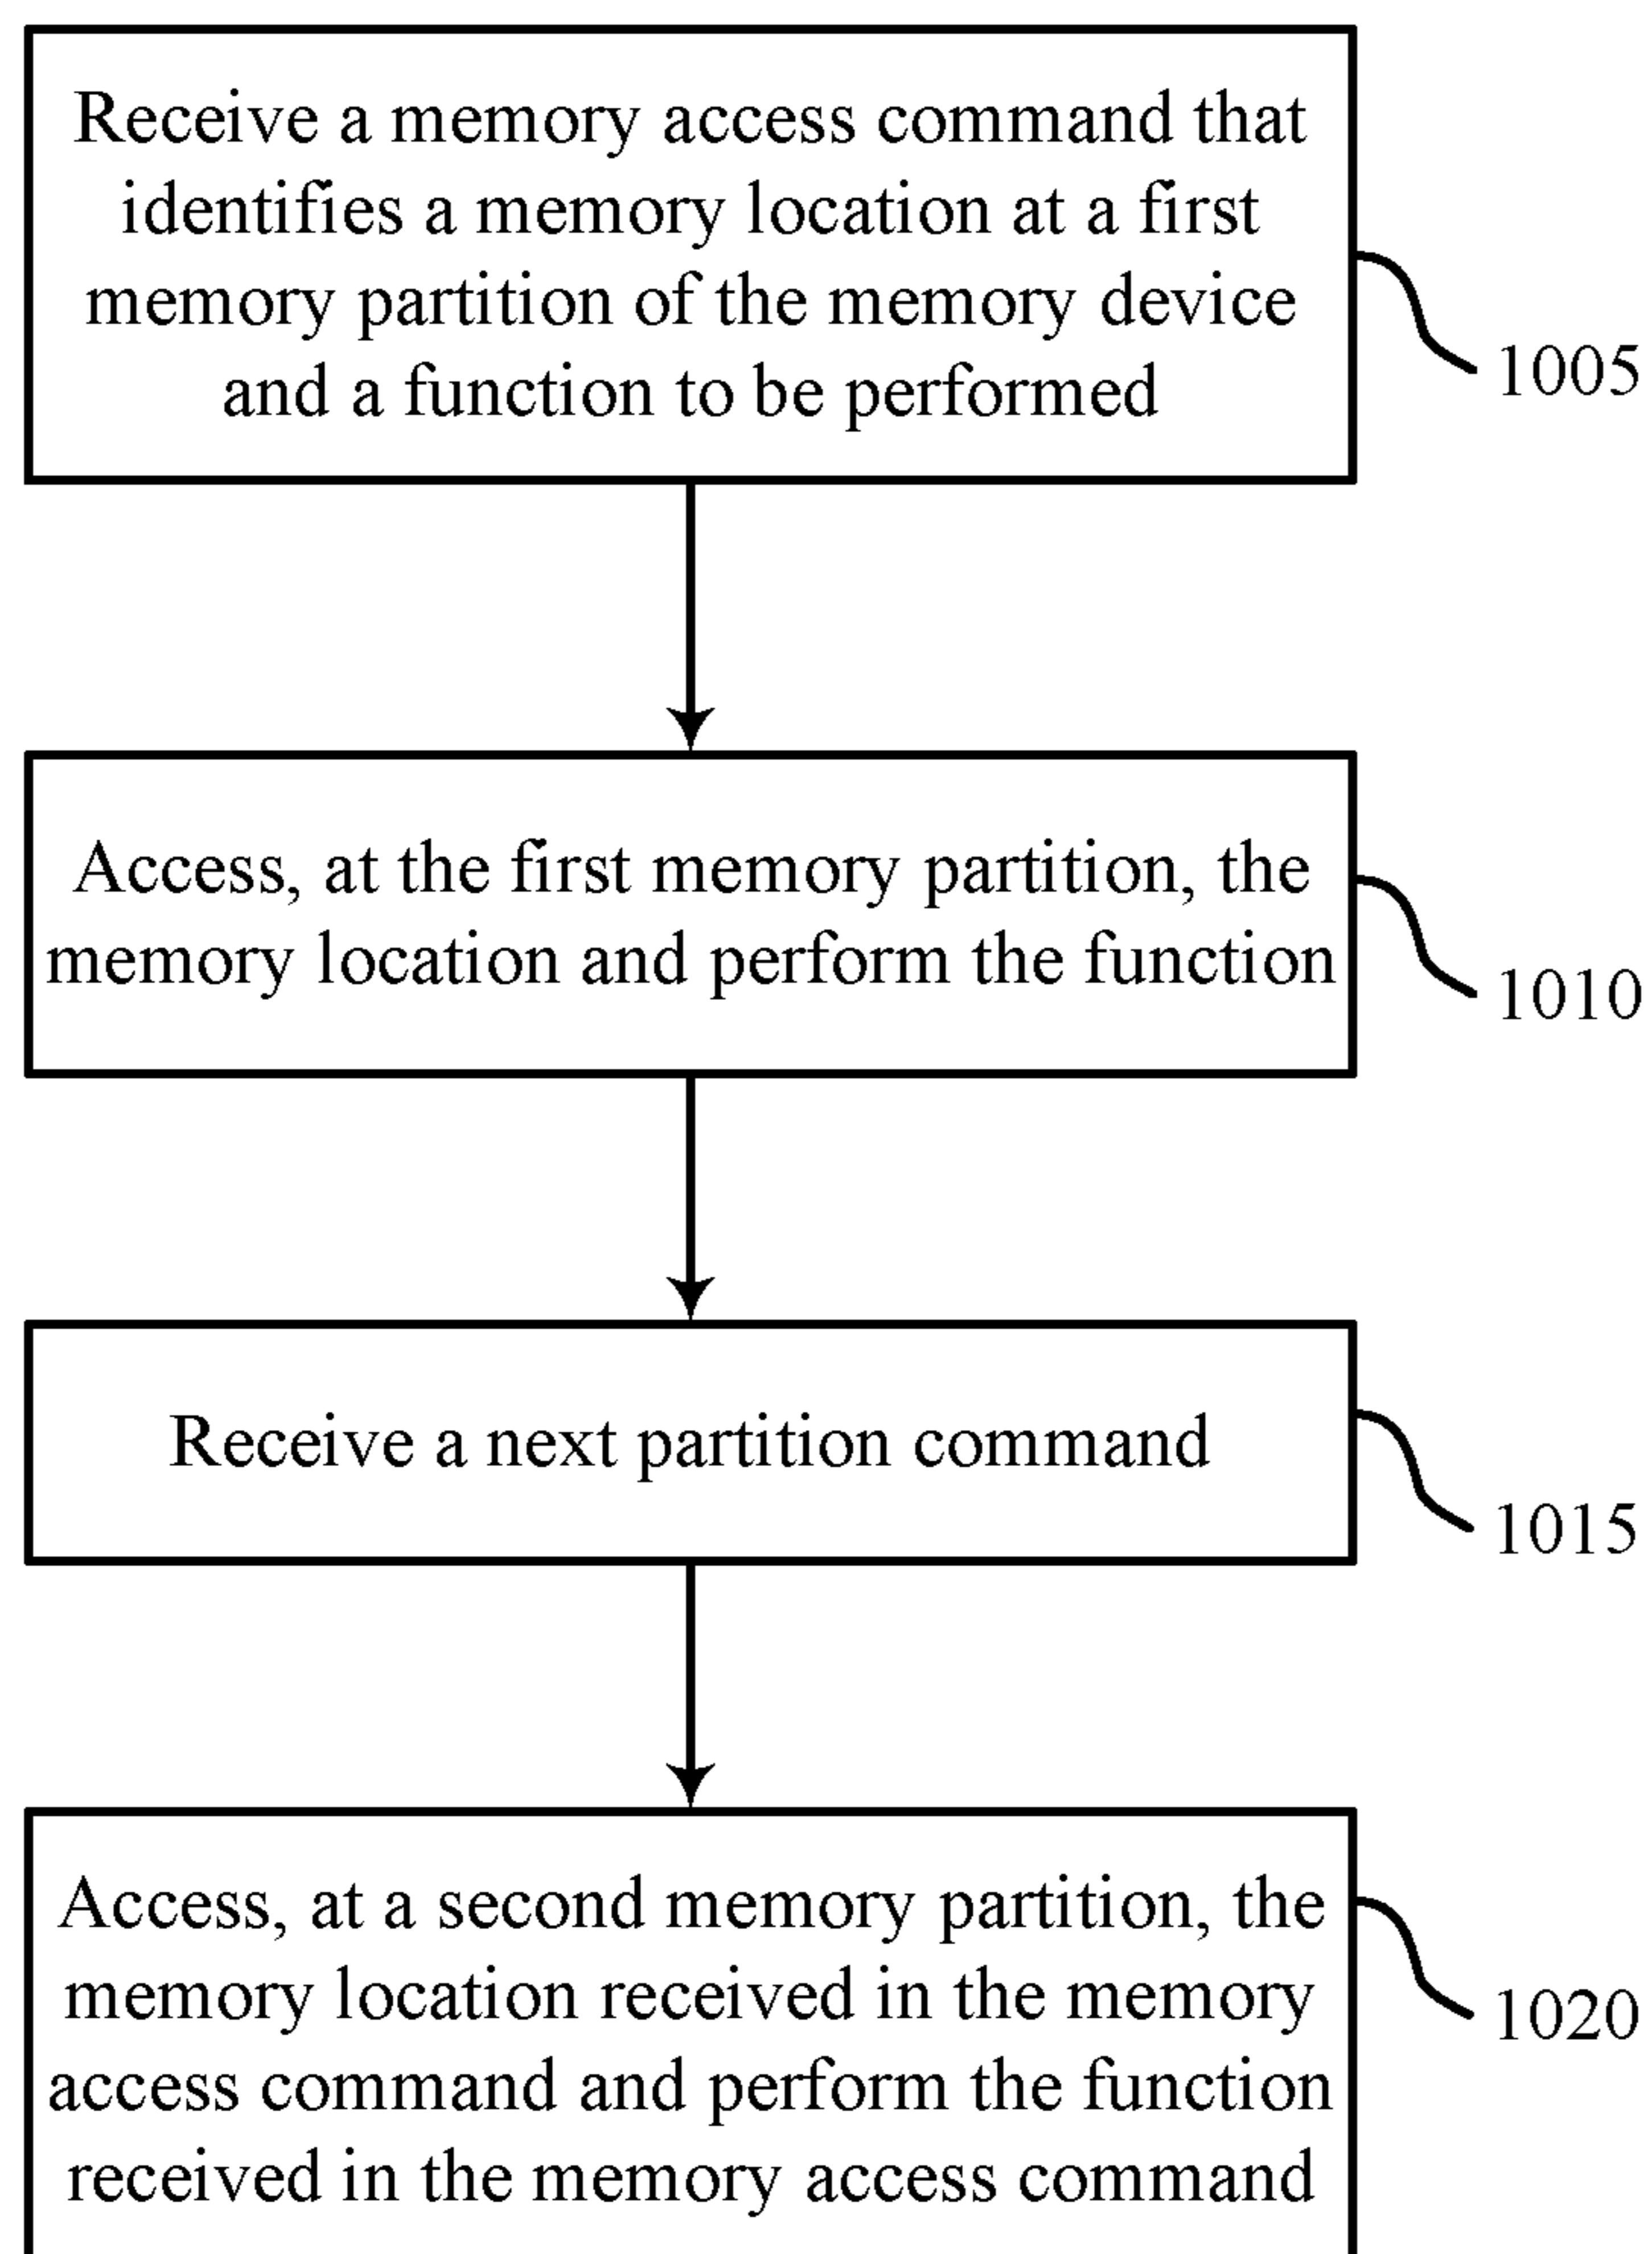 Receive a memory access command that
identifies a memory location at a first
memory partition of the memory device
and a function to be performed
1005
Access, at the first memory partition, the
memory location and perform the function
1010
Receive a next partition command
1015
Access, at a second memory partition, the
memory location received in the memory
access command and perform the function
received in the memory access command
1020